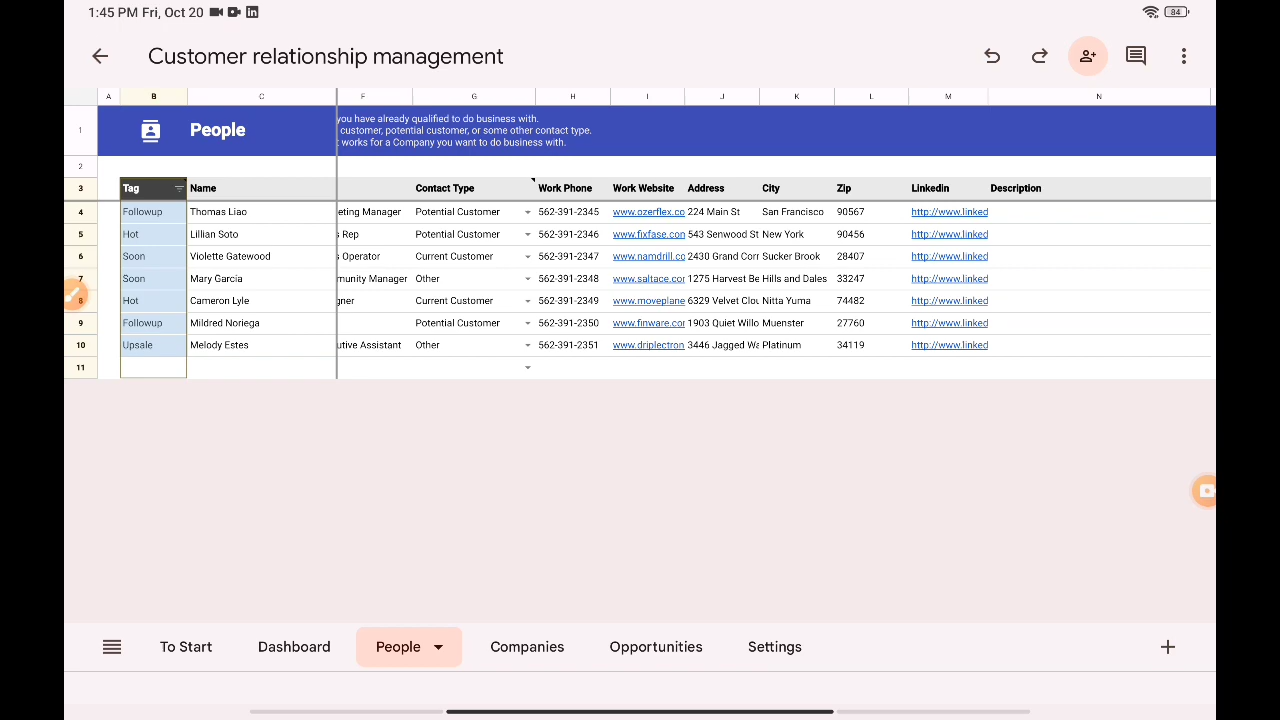 1:45 PM Fri, Oct 20
84
Customer relationship management
A B C F G H I J K L M N
1 People
you have already qualified to do business with.
customer, potential customer, or some other contact type.
works for a Company you want to do business with.
2
3 Tag Name Contact Type Work Phone Work Website Address City Zip Linkedin Description
4 Followup Thomas Liao eting Manager Potential Customer 562-391-2345 www.ozerflex.co 224 Main St San Francisco 90567 http://www.linked
5 Hot Lillian Soto s Rep Potential Customer 562-391-2346 www.fixfase.con 543 Senwood St New York 90456 http://www.linked
6 Soon Violette Gatewood s Operator Current Customer 562-391-2347 www.namdrill.cc 2430 Grand Corr Sucker Brook 28407 http://www.linked
7 Soon Mary Garcia munity Manager Other 562-391-2348 www.saltace.cor 1275 Harvest Be Hills and Dales 33247 http://www.linked
8 Hot Cameron Lyle gner Current Customer 562-391-2349 www.moveplane 6329 Velvet Clou Nitta Yuma 74482 http://www.linked
9 Followup Mildred Noriega Potential Customer 562-391-2350 www.finware.cor 1903 Quiet Willo Muenster 27760 http://www.linked
10 Upsale Melody Estes utive Assistant Other 562-391-2351 www.driplectron 3446 Jagged Wa Platinum 34119 http://www.linked
11
To Start Dashboard People Companies Opportunities Settings